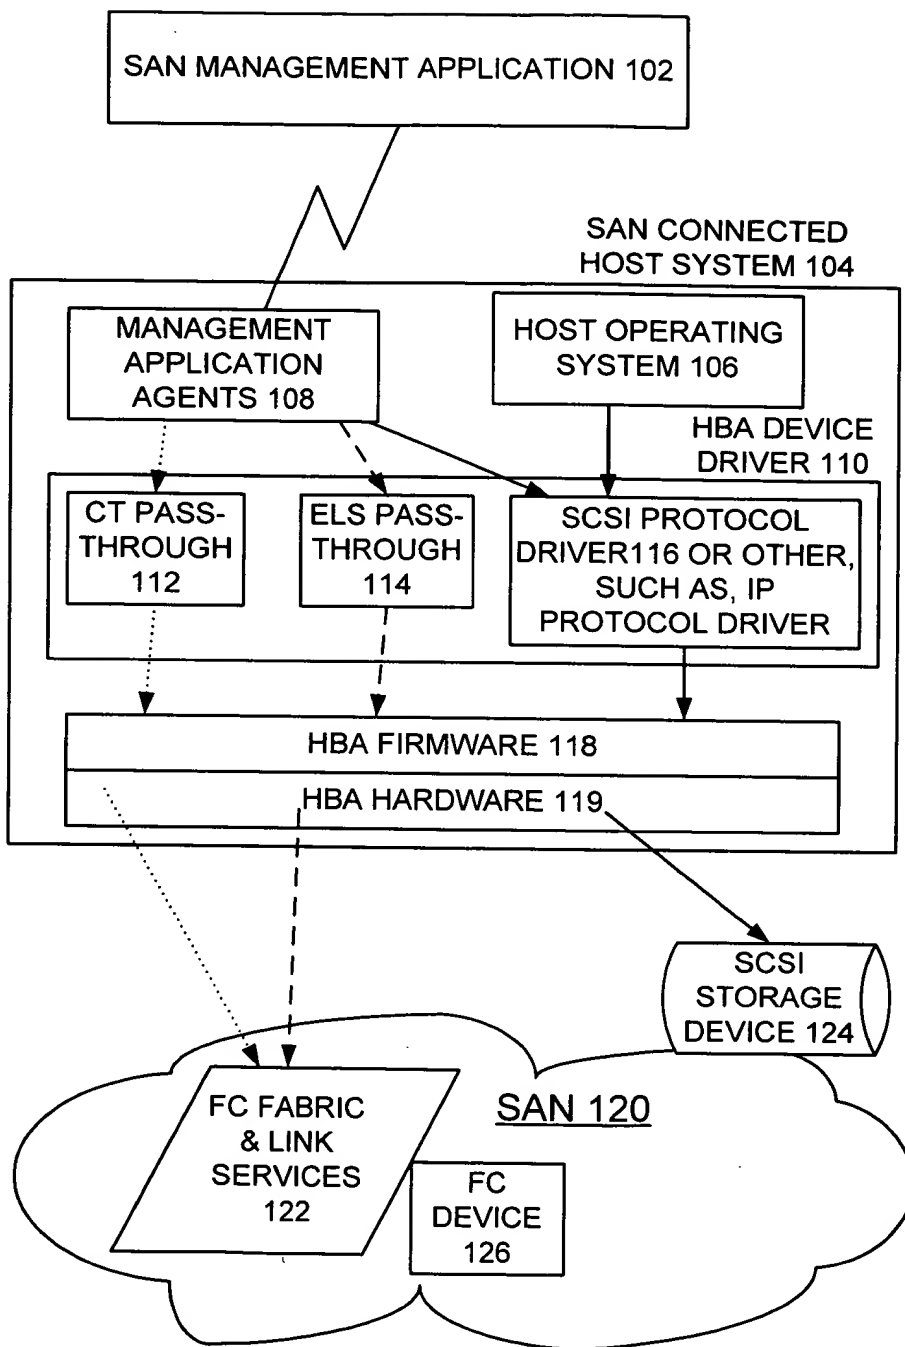 SAN MANAGEMENT APPLICATION 102
SAN CONNECTED
HOST SYSTEM 104
MANAGEMENT
APPLICATION
AGENTS 108
HOST OPERATING
SYSTEM 106
HBA DEVICE
DRIVER 110
CT PASS-
THROUGH
112
ELS PASS-
THROUGH
114
SCSI PROTOCOL
DRIVER116 OR OTHER,
SUCH AS, IP
PROTOCOL DRIVER
HBA FIRMWARE 118
HBA HARDWARE 119
SCSI
STORAGE
DEVICE 124
SAN 120
FC FABRIC
& LINK
SERVICES
122
FC
DEVICE
126